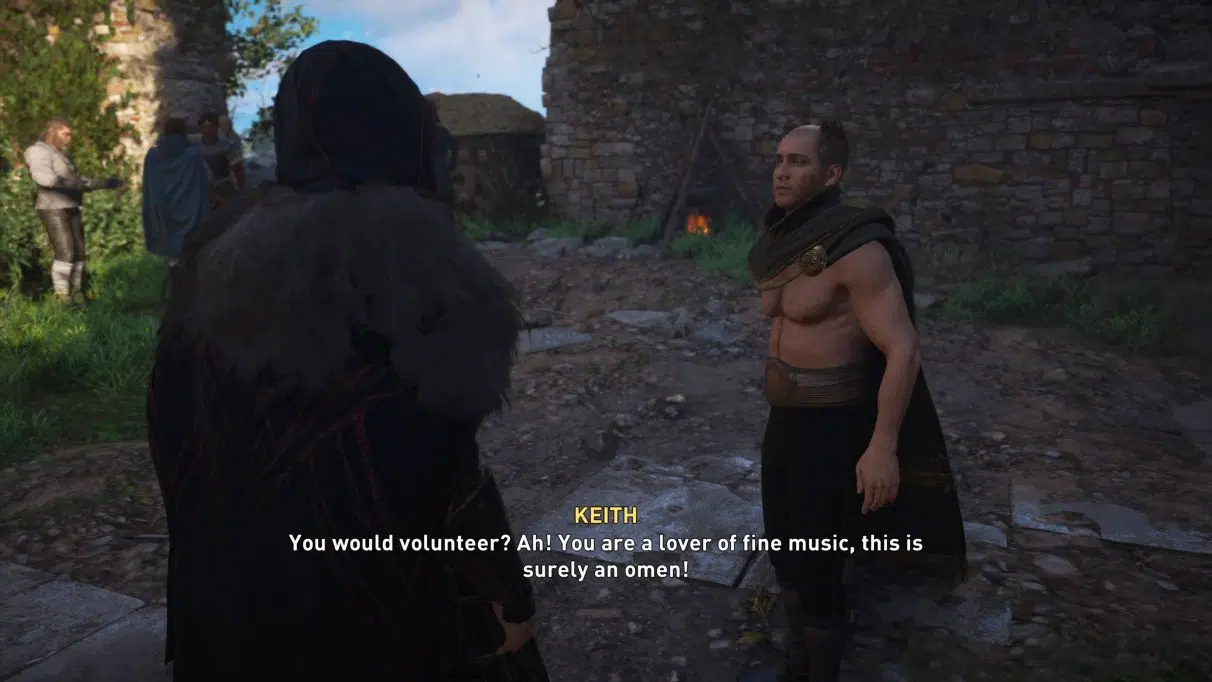 KEITH
You would volunteer? Ah! You are a lover of fine music, this is
surely an omen!